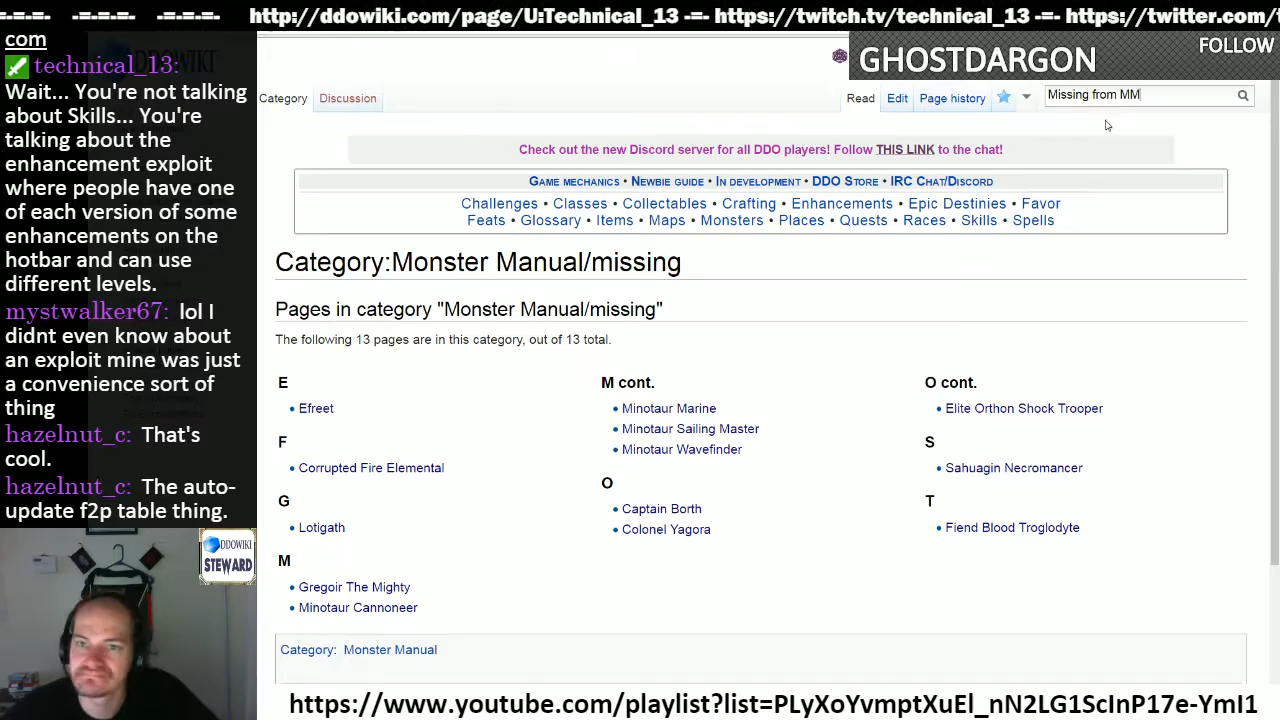 -=-=- -=-=- -=-=- http://ddowiki.com/page/U:Technical_13 -=- https://twitch.tv/technical_13 -=- https://twitter.com/
com
technical_13:
Wait... You're not talking
about Skills... You're
talking about the
enhancement exploit
where people have one
of each version of some
enhancements on the
hotbar and can use
different levels.
mystwalker67: lol I
didnt even know about
an exploit mine was just
a convenience sort of
thing
hazelnut_c: That's
cool.
hazelnut_c: The auto-
update f2p table thing.
DDOWIKI
STEWARD
GHOSTDARGON
FOLLOW
Category Discussion Read Edit Page history Missing from MM
Check out the new Discord server for all DDO players! Follow THIS LINK to the chat!
Game mechanics • Newbie guide • In development • DDO Store • IRC Chat/Discord
Challenges • Classes • Collectables • Crafting • Enhancements • Epic Destinies • Favor
Feats • Glossary • Items • Maps • Monsters • Places • Quests • Races • Skills • Spells
Category:Monster Manual/missing
Pages in category "Monster Manual/missing"
The following 13 pages are in this category, out of 13 total.
E
• Efreet
F
• Corrupted Fire Elemental
G
• Lotigath
M
• Gregoir The Mighty
• Minotaur Cannoneer
M cont.
• Minotaur Marine
• Minotaur Sailing Master
• Minotaur Wavefinder
O
• Captain Borth
• Colonel Yagora
O cont.
• Elite Orthon Shock Trooper
S
• Sahuagin Necromancer
T
• Fiend Blood Troglodyte
Category: Monster Manual
https://www.youtube.com/playlist?list=PLyXoYvmptXuEl_nN2LG1ScInP17e-YmI1